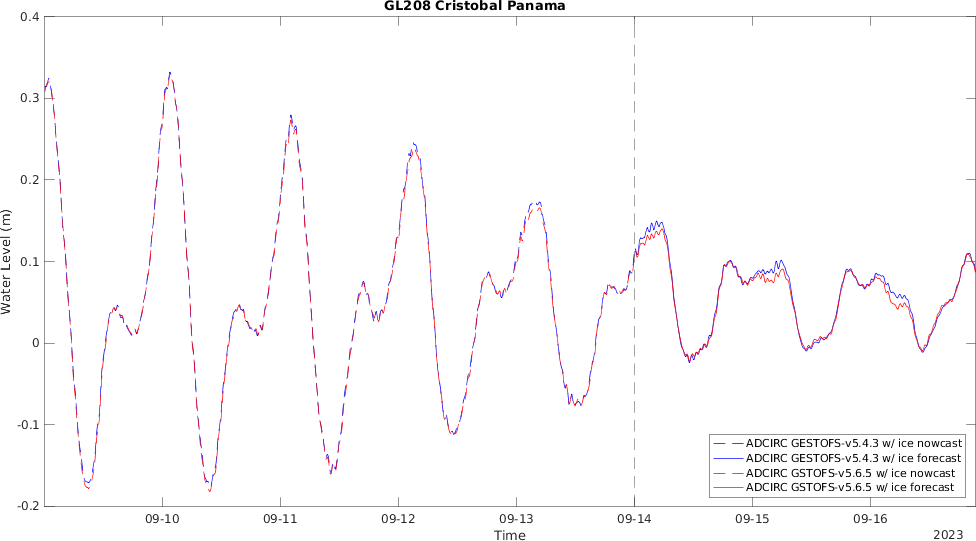 GL208 Cristobal Panama
0.4
0.3
0.2
0.1
0
-0.1
-0.2
Water Level (m)
09-10
09-11
09-12
09-13
09-14
09-15
09-16
Time
2023
ADCIRC GESTOFS-v5.4.3 w/ ice nowcast
ADCIRC GESTOFS-v5.4.3 w/ ice forecast
ADCIRC GSTOFS-v5.6.5 w/ ice nowcast
ADCIRC GSTOFS-v5.6.5 w/ ice forecast